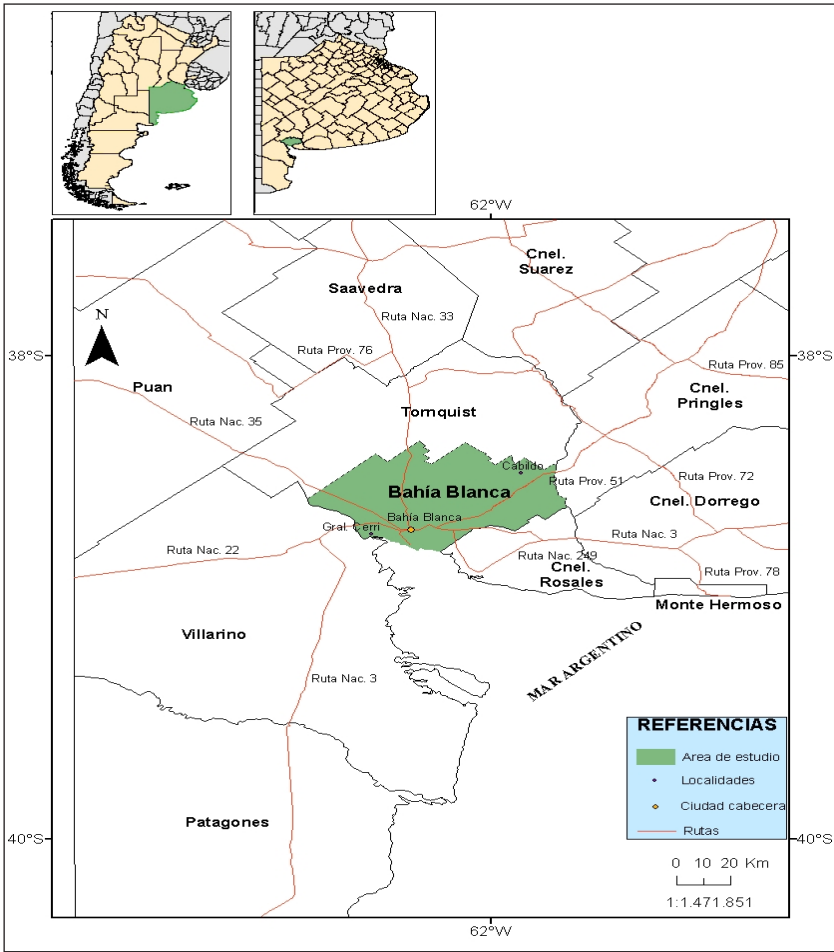 62°W
Cnel.
Suarez
Saavedra
Ruta Nac. 33
N
38°S
38°S
Ruta Prov. 76
Ruta Prov. 85
Puan
Cnel.
Pringles
Tornquist
Ruta Nac. 35
Cabildo
Ruta Prov. 51
Ruta Prov. 72
Bahía Blanca
Cnel. Dorrego
Bahía Blanca
Gral. Cerri
Ruta Nac. 3
Ruta Nac. 22
Ruta Nac. 249
Cnel.
Rosales
Ruta Prov. 78
Monte Hermoso
Villarino
MAR ARGENTINO
Ruta Nac. 3
REFERENCIAS
Area de estudio
Localidades
Ciudad cabecera
Rutas
Patagones
40°S
40°S
0 10 20 Km
1:1.471.851
62°W